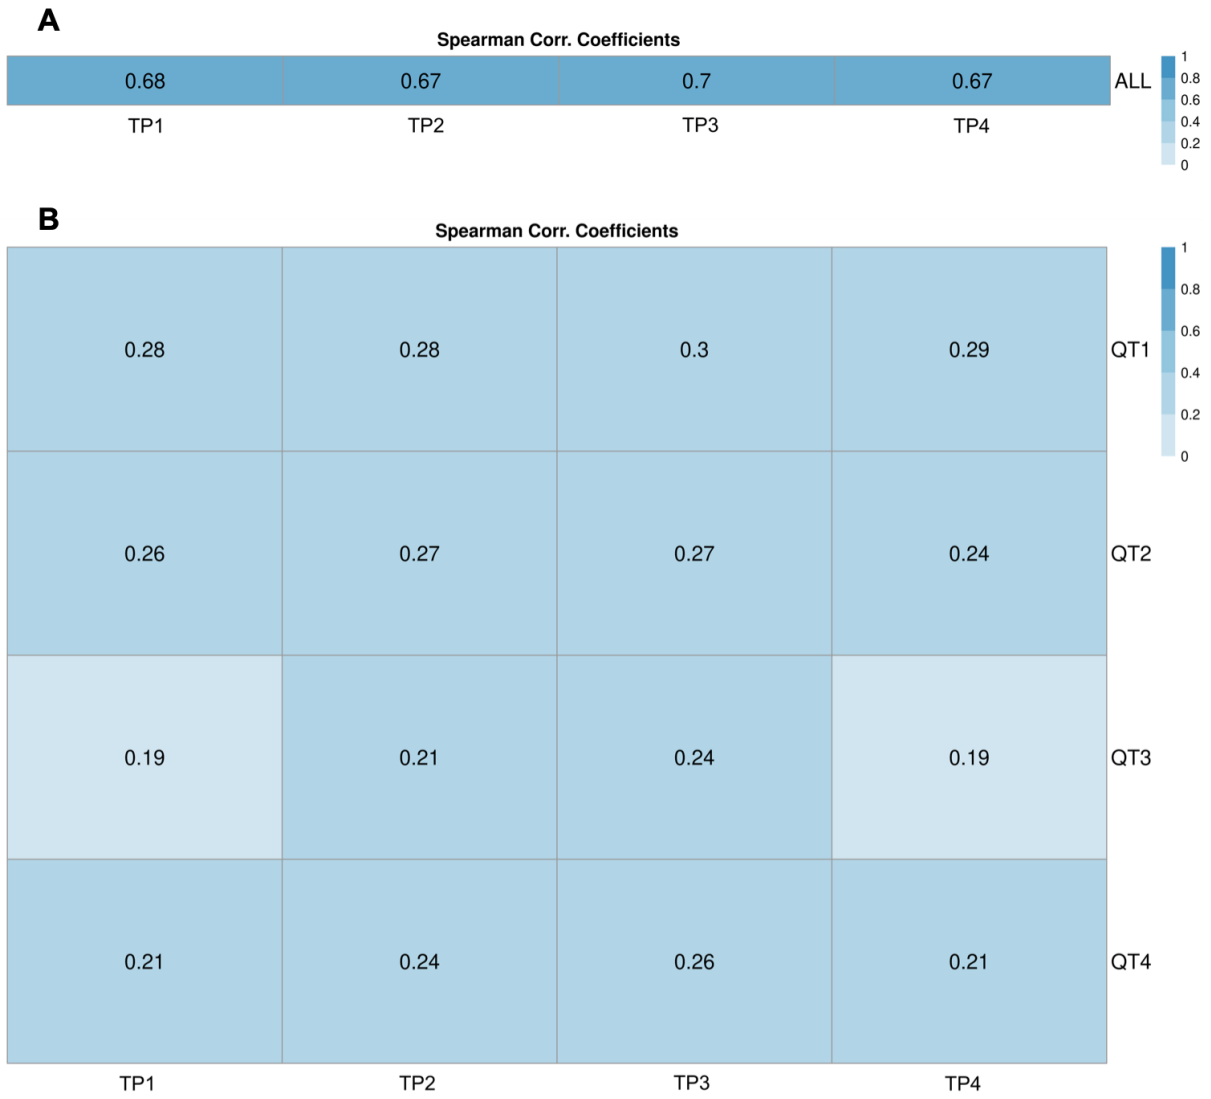 A
Spearman Corr. Coefficients
0.68 0.67 0.7 0.67 ALL
TP1 TP2 TP3 TP4
1
0.8
0.6
0.4
0.2
0
B
Spearman Corr. Coefficients
0.28 0.28 0.3 0.29 QT1
0.26 0.27 0.27 0.24 QT2
0.19 0.21 0.24 0.19 QT3
0.21 0.24 0.26 0.21 QT4
TP1 TP2 TP3 TP4
1
0.8
0.6
0.4
0.2
0